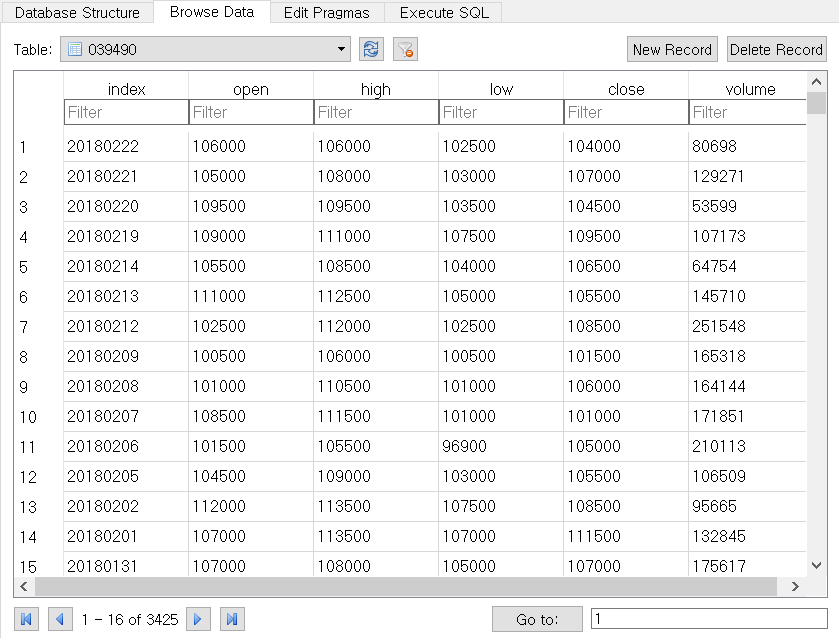 Database Structure Browse Data Edit Pragmas Execute SQL
Table: 039490 New Record Delete Record
index open high low close volume
Filter Filter Filter Filter Filter Filter
1 20180222 106000 106000 102500 104000 80698
2 20180221 105000 108000 103000 107000 129271
3 20180220 109500 109500 103500 104500 53599
4 20180219 109000 111000 107500 109500 107173
5 20180214 105500 108500 104000 106500 64754
6 20180213 111000 112500 105000 105500 145710
7 20180212 102500 112000 102500 108500 251548
8 20180209 100500 106000 100500 101500 165318
9 20180208 101000 110500 101000 106000 164144
10 20180207 108500 111500 101000 101000 171851
11 20180206 101500 105500 96900 105000 210113
12 20180205 104500 109000 103000 105500 106509
13 20180202 112000 113500 107500 108500 95665
14 20180201 107000 113500 107000 111500 132845
15 20180131 107000 108000 105000 107000 175617
1 - 16 of 3425 Go to: 1